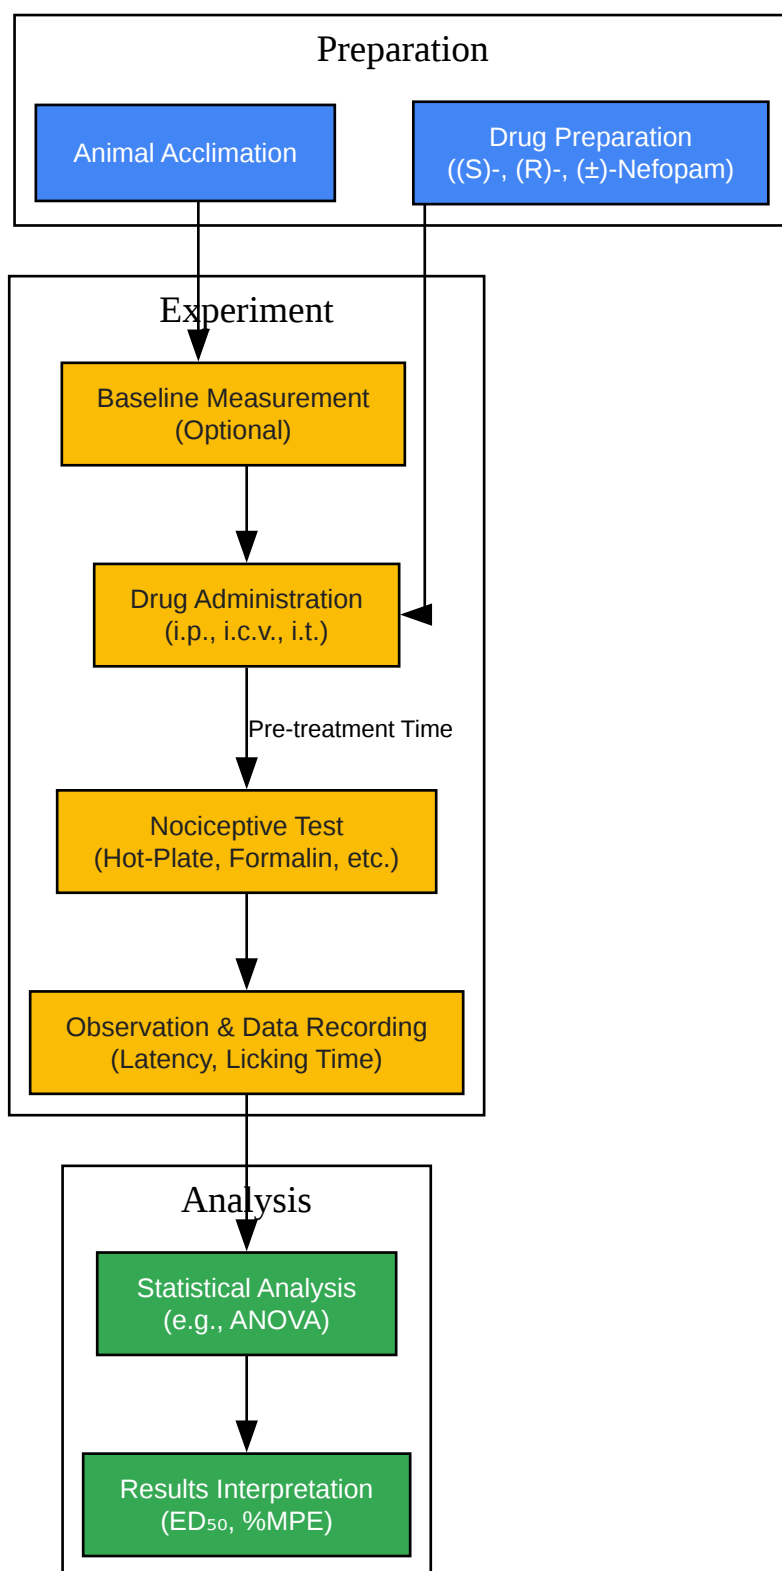 Preparation
Animal Acclimation
Drug Preparation
((S)-, (R)-, (±)-Nefopam)
Experiment
Baseline Measurement
(Optional)
Drug Administration
(i.p., i.c.v., i.t.)
Pre-treatment Time
Nociceptive Test
(Hot-Plate, Formalin, etc.)
Observation & Data Recording
(Latency, Licking Time)
Analysis
Statistical Analysis
(e.g., ANOVA)
Results Interpretation
(ED₅₀, %MPE)